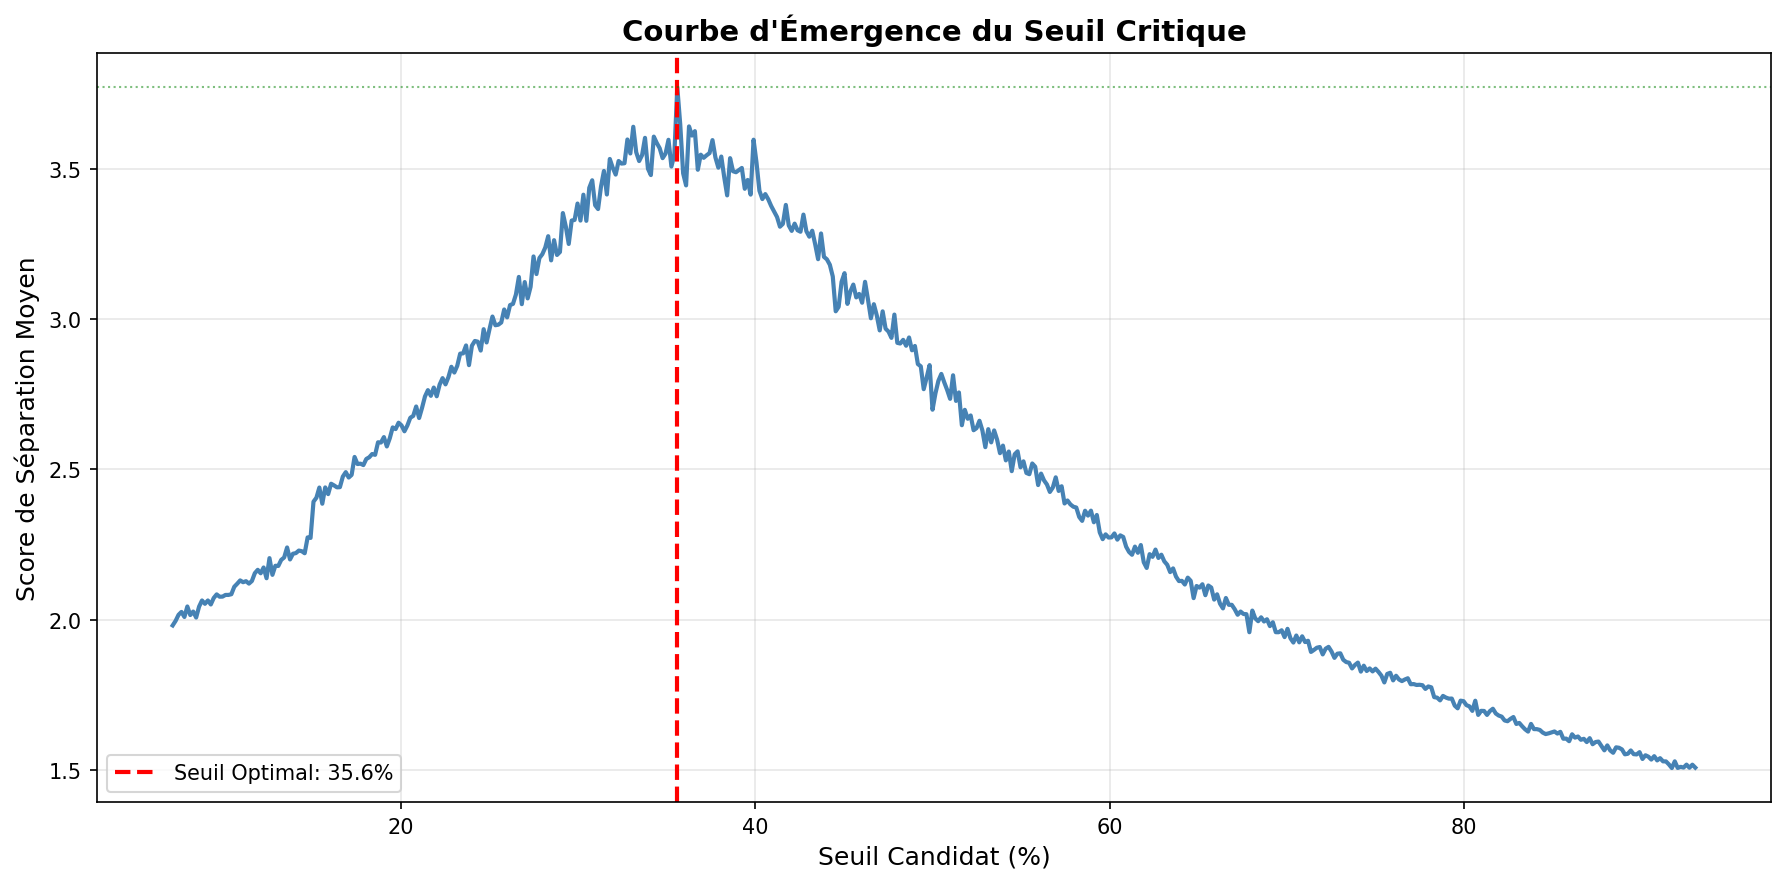 Courbe d'Émergence du Seuil Critique
Score de Séparation Moyen
3.5
3.0
2.5
2.0
1.5
Seuil Optimal: 35.6%
20
40
60
80
Seuil Candidat (%)